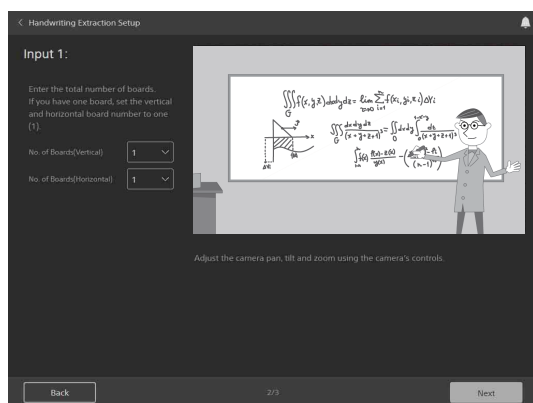 Handwriting Extraction Setup
Input 1:
Enter the total number of boards.
If you have one board, set the vertical
and horizontal board number to one
(1).
No. of Boards(Vertical) 1
No. of Boards(Horizontal) 1
Adjust the camera pan, tilt and zoom using the camera's controls.
Back 2/3 Next